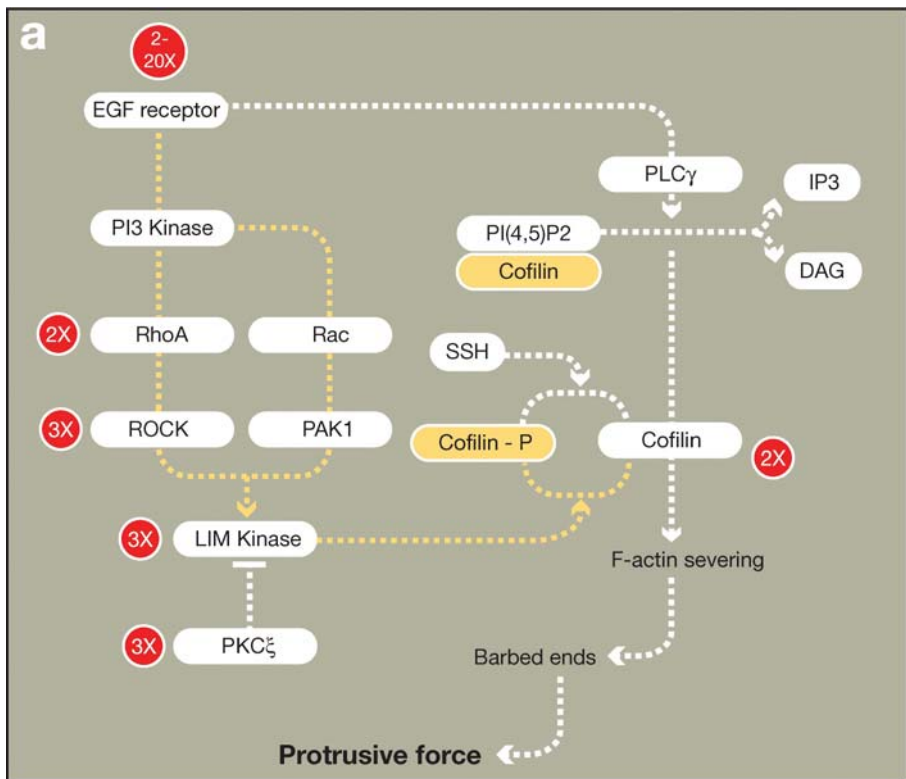 a
2-
20X
EGF receptor
PLCγ
IP3
PI3 Kinase
PI(4,5)P2
Cofilin
DAG
2X
RhoA
Rac
SSH
3X
ROCK
PAK1
Cofilin - P
Cofilin
2X
3X
LIM Kinase
F-actin severing
3X
PKCξ
Barbed ends
Protrusive force